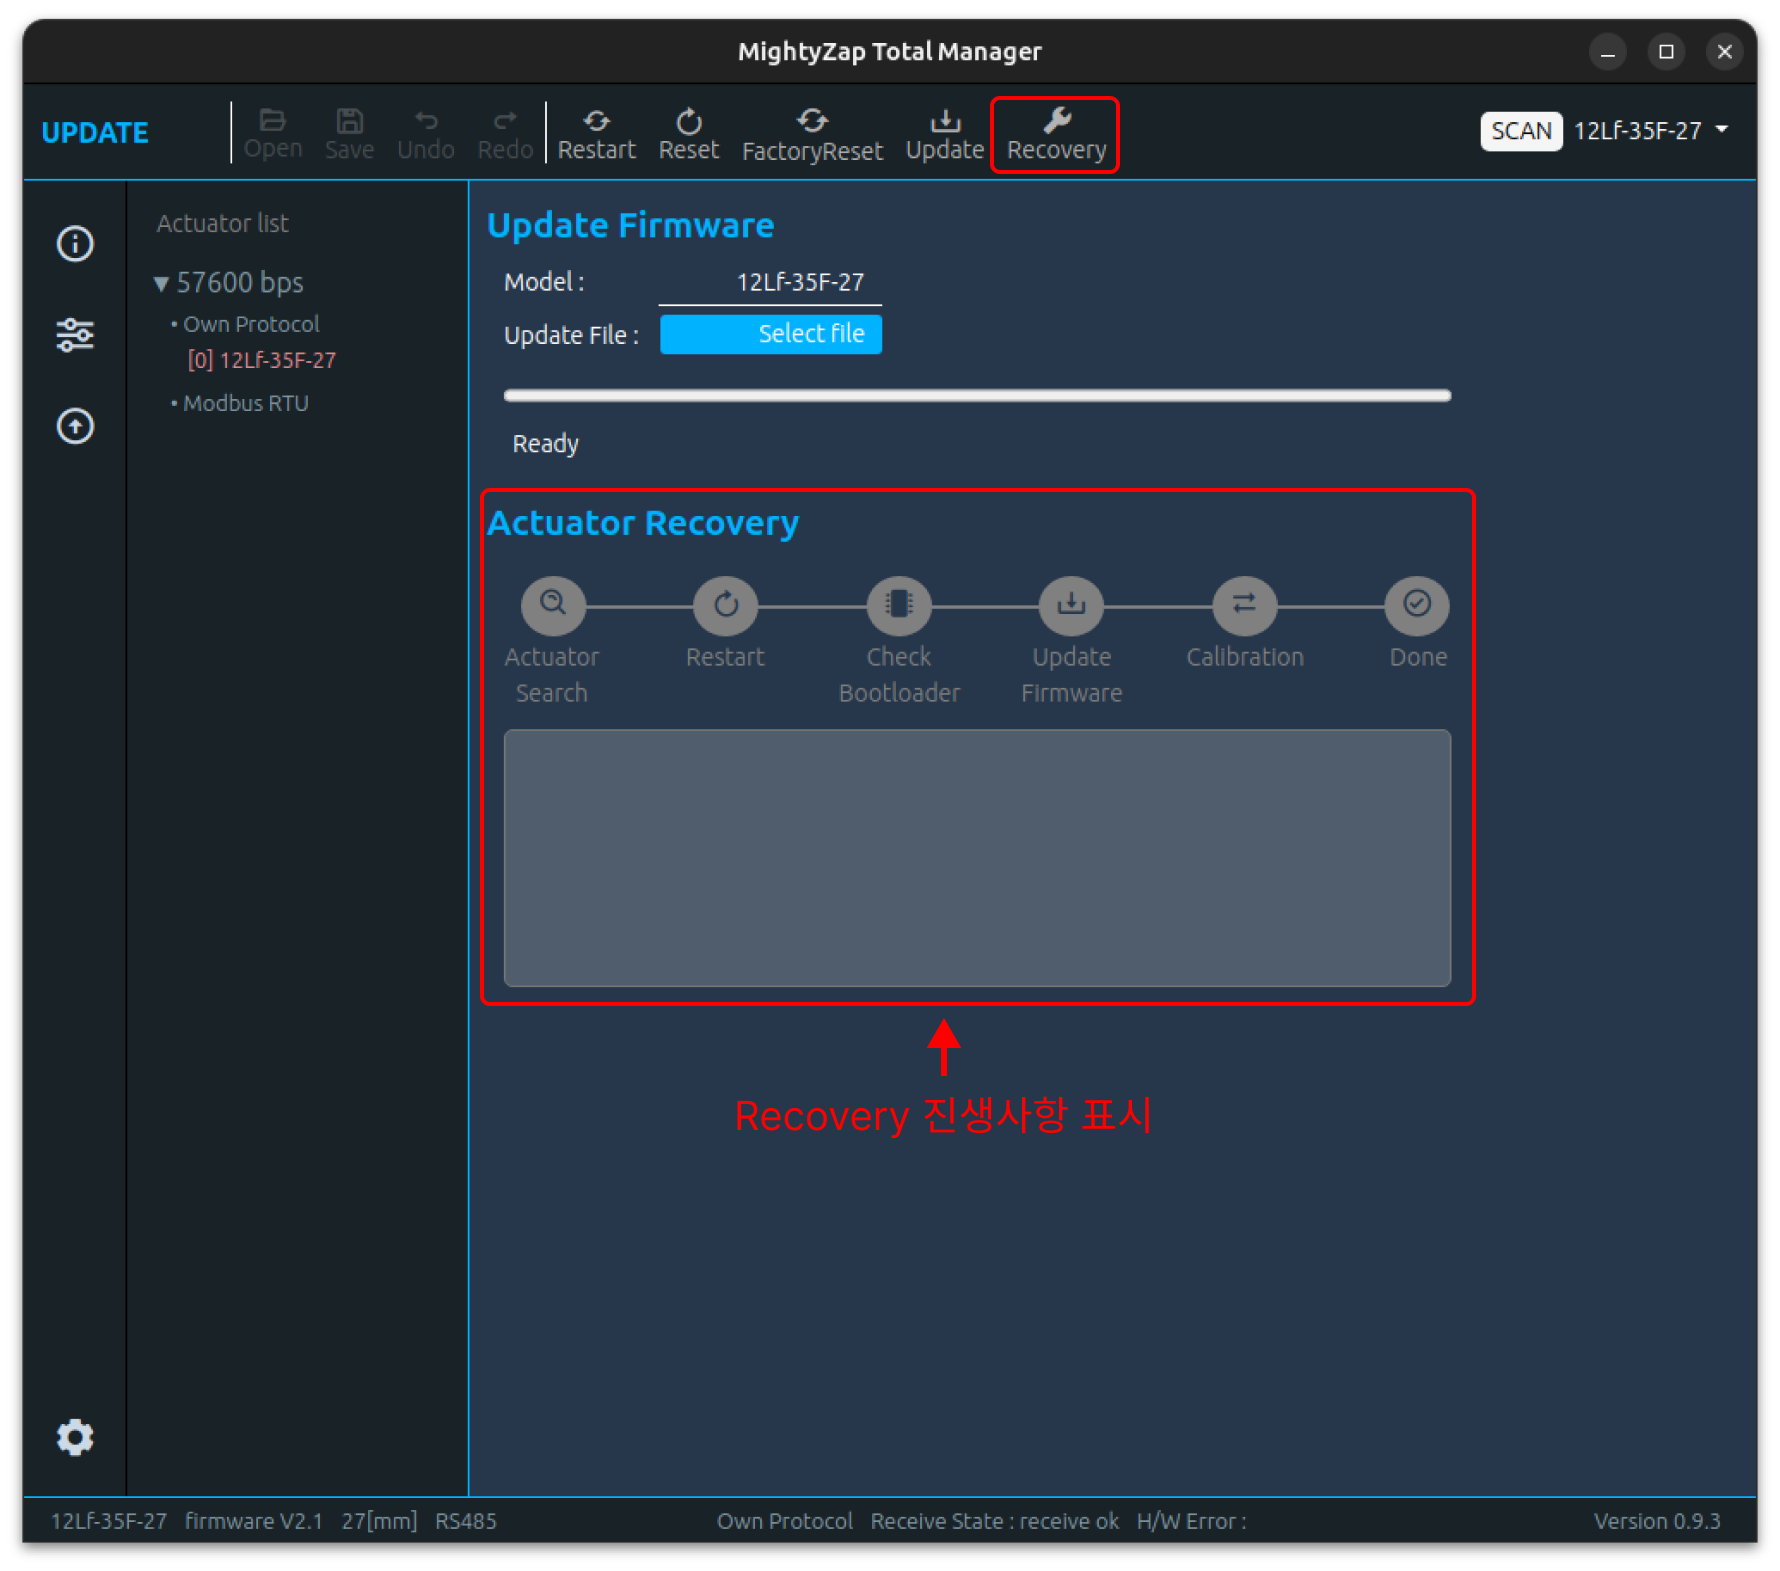 MightyZap Total Manager
UPDATE
Open Save Undo Redo Restart Reset FactoryReset Update Recovery
SCAN 12Lf-35F-27
Actuator list
57600 bps
• Own Protocol
[0] 12Lf-35F-27
• Modbus RTU
Update Firmware
Model : 12Lf-35F-27
Update File : Select file
Ready
Actuator Recovery
Actuator Search
Restart
Check Bootloader
Update Firmware
Calibration
Done
Recovery 진생사항 표시
12Lf-35F-27 firmware V2.1 27[mm] RS485 Own Protocol Receive State : receive ok H/W Error : Version 0.9.3